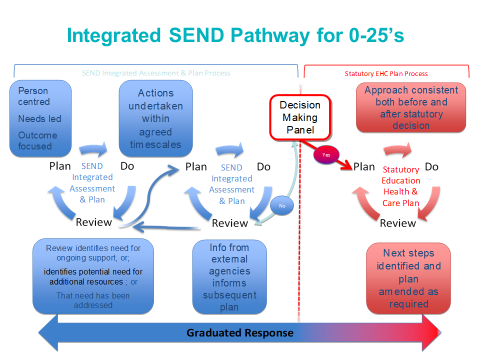 Integrated SEND Pathway for 0-25's
SEND Integrated Assessment & Plan Process
Statutory EHC Plan Process
Person
centred
Needs led
Outcome
focused
Actions
undertaken
within
agreed
timescales
Decision
Making
Panel
Approach consistent
both before and
after statutory
decision
Plan
Do
SEND
Integrated
Assessment
& Plan
Review
Plan
Do
SEND
Integrated
Assessment
& Plan
Review
Yes
No
Plan
Do
Statutory
Education
Health &
Care Plan
Review
Review identifies need for
ongoing support, or;
identifies potential need for
additional resources ; or
That need has been
addressed
Info from
external
agencies
informs
subsequent
plan
Next steps
identified and
plan
amended as
required
Graduated Response